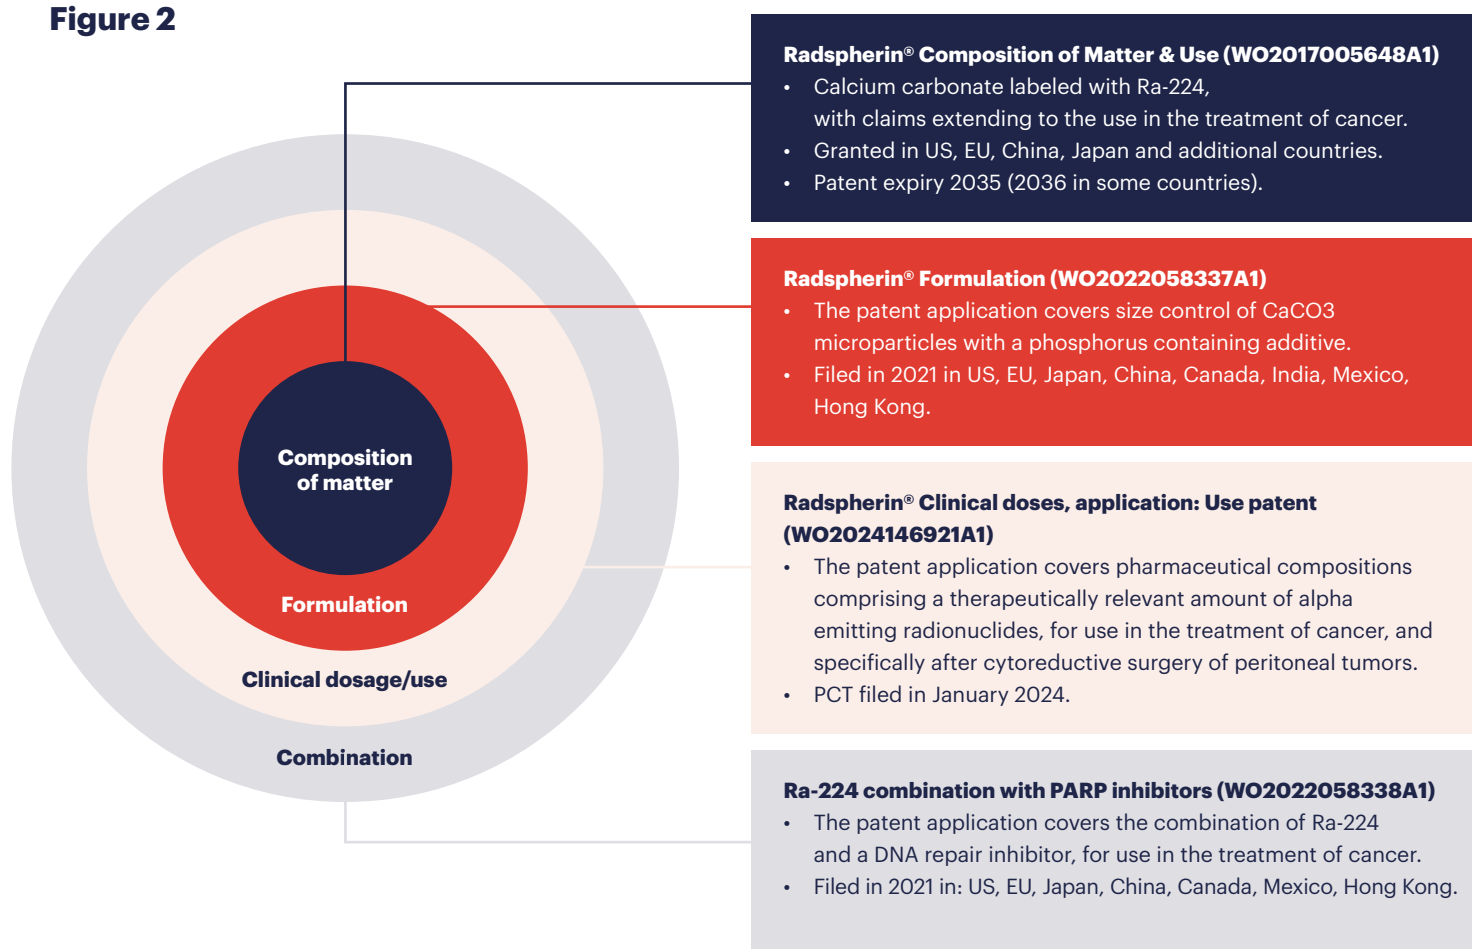 Figure 2
Composition
of matter
Formulation
Clinical dosage/use
Combination
Radspherin® Composition of Matter & Use (WO2017005648A1)
• Calcium carbonate labeled with Ra-224,
with claims extending to the use in the treatment of cancer.
• Granted in US, EU, China, Japan and additional countries.
• Patent expiry 2035 (2036 in some countries).
Radspherin® Formulation (WO2022058337A1)
• The patent application covers size control of CaCO3
microparticles with a phosphorus containing additive.
• Filed in 2021 in US, EU, Japan, China, Canada, India, Mexico,
Hong Kong.
Radspherin® Clinical doses, application: Use patent
(WO2024146921A1)
• The patent application covers pharmaceutical compositions
comprising a therapeutically relevant amount of alpha
emitting radionuclides, for use in the treatment of cancer, and
specifically after cytoreductive surgery of peritoneal tumors.
• PCT filed in January 2024.
Ra-224 combination with PARP inhibitors (WO2022058338A1)
• The patent application covers the combination of Ra-224
and a DNA repair inhibitor, for use in the treatment of cancer.
• Filed in 2021 in: US, EU, Japan, China, Canada, Mexico, Hong Kong.